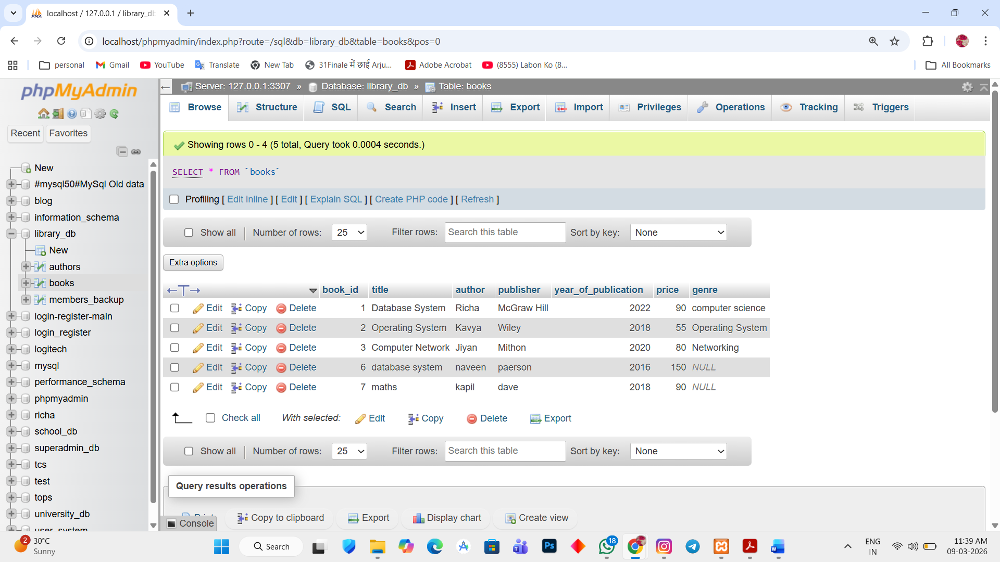 localhost / 127.0.0.1 / library_db
localhost/phpmyadmin/index.php?route=/sql&db=library_db&table=books&pos=0
personal Gmail YouTube Translate New Tab 31Finale में छाई Arju... Adobe Acrobat (8555) Labon Ko (8... All Bookmarks
phpMyAdmin
Recent Favorites
New
#mysql50#MySql Old data
blog
information_schema
library_db
New
authors
books
members_backup
login-register-main
login_register
logitech
mysql
performance_schema
phpmyadmin
richa
school_db
superadmin_db
tcs
test
tops
university_db
user_system
Server: 127.0.0.1:3307 » Database: library_db » Table: books
Browse Structure SQL Search Insert Export Import Privileges Operations Tracking Triggers
Showing rows 0 - 4 (5 total, Query took 0.0004 seconds.)
SELECT * FROM `books`
Profiling [ Edit inline ] [ Edit ] [ Explain SQL ] [ Create PHP code ] [ Refresh ]
Show all Number of rows: 25 Filter rows: Search this table Sort by key: None
Extra options
book_id title author publisher year_of_publication price genre
Edit Copy Delete 1 Database System Richa McGraw Hill 2022 90 computer science
Edit Copy Delete 2 Operating System Kavya Wiley 2018 55 Operating System
Edit Copy Delete 3 Computer Network Jiyan Mithon 2020 80 Networking
Edit Copy Delete 6 database system naveen paerson 2016 150 NULL
Edit Copy Delete 7 maths kapil dave 2018 90 NULL
Check all With selected: Edit Copy Delete Export
Show all Number of rows: 25 Filter rows: Search this table Sort by key: None
Query results operations
Print Copy to clipboard Export Display chart Create view
Console
2 30°C
Sunny
Search
Ps
18
ENG
IN
11:39 AM
09-03-2026